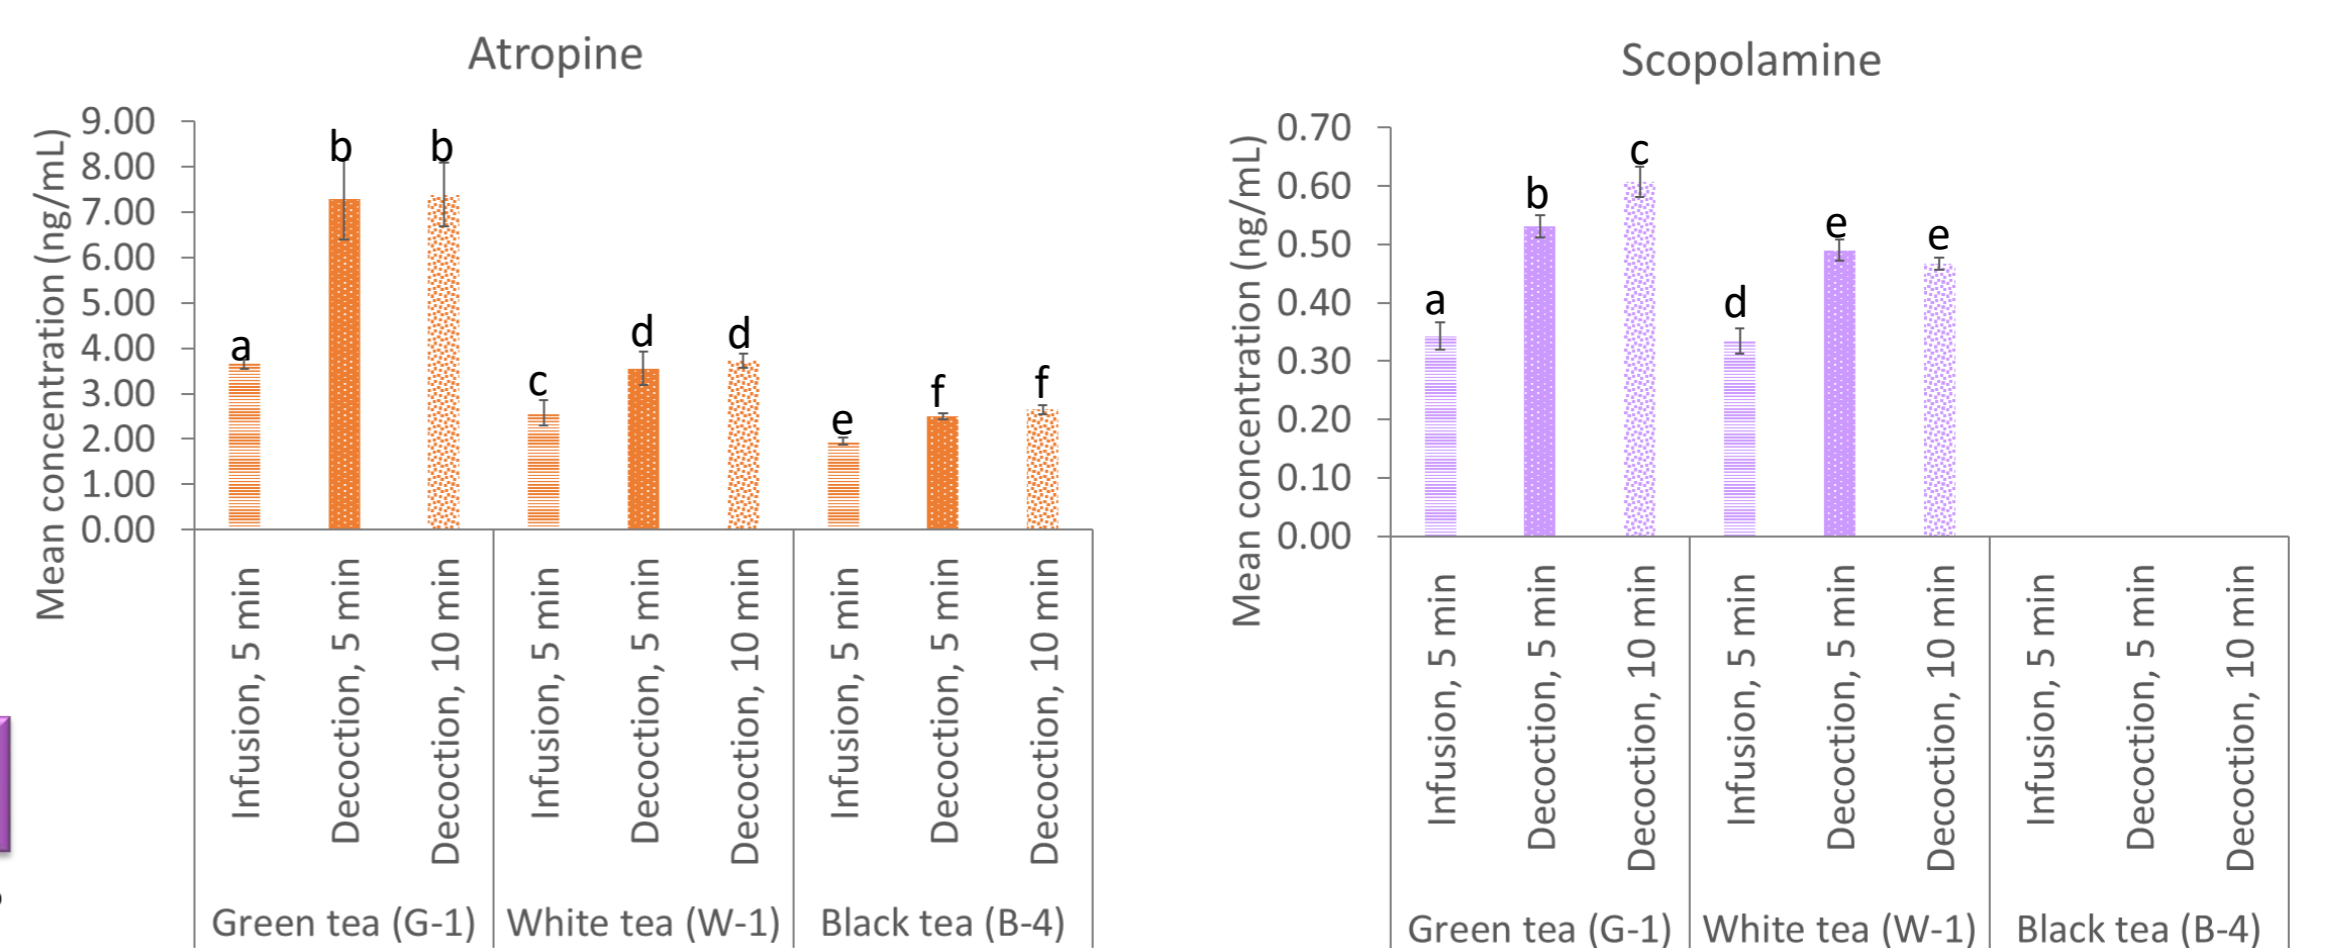 Atropine
Mean concentration (ng/mL)
9.00
8.00
7.00
6.00
5.00
4.00
3.00
2.00
1.00
0.00
a
b
b
c
d
d
e
f
f
Infusion, 5 min
Decoction, 5 min
Decoction, 10 min
Infusion, 5 min
Decoction, 5 min
Decoction, 10 min
Infusion, 5 min
Decoction, 5 min
Decoction, 10 min
Green tea (G-1)
White tea (W-1)
Black tea (B-4)
Scopolamine
Mean concentration (ng/mL)
0.70
0.60
0.50
0.40
0.30
0.20
0.10
0.00
a
b
c
d
e
e
Infusion, 5 min
Decoction, 5 min
Decoction, 10 min
Infusion, 5 min
Decoction, 5 min
Decoction, 10 min
Infusion, 5 min
Decoction, 5 min
Decoction, 10 min
Green tea (G-1)
White tea (W-1)
Black tea (B-4)